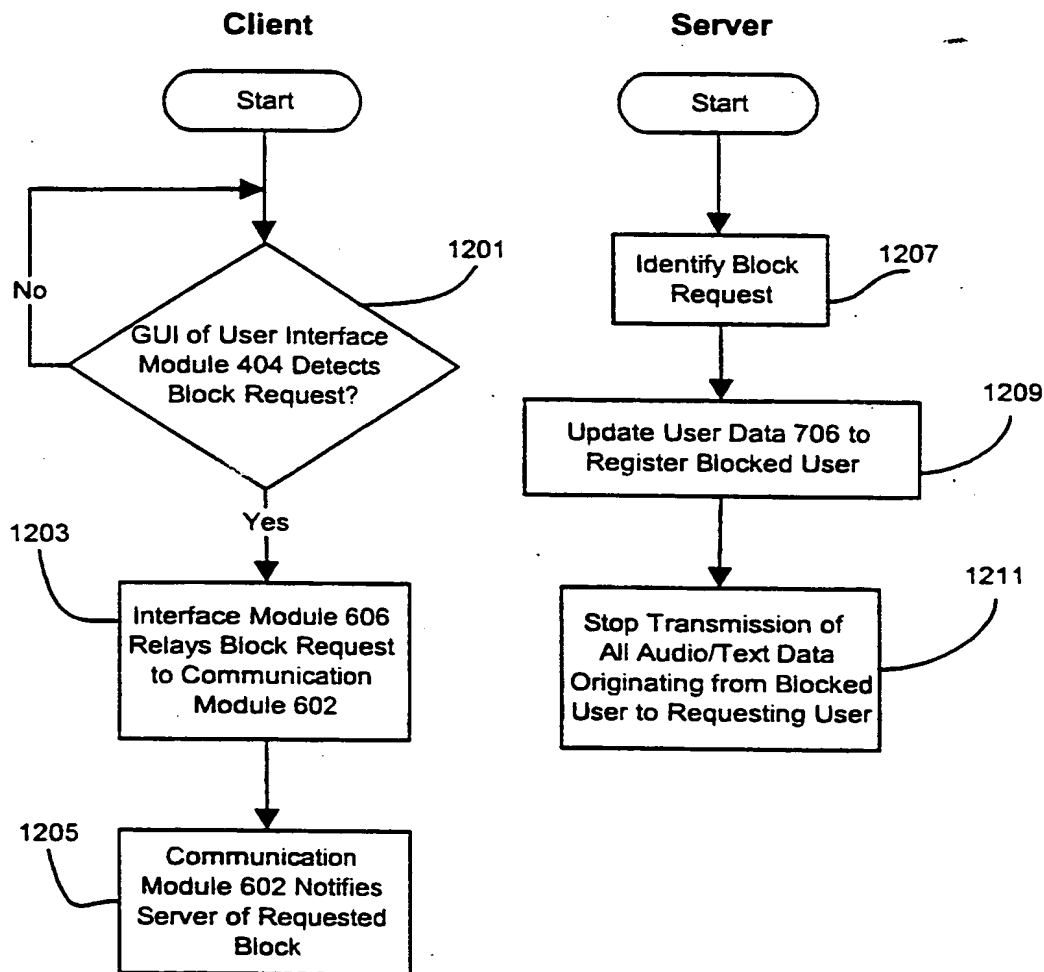 Client
Start
1201
No
GUI of User Interface
Module 404 Detects
Block Request?
Yes
1203
Interface Module 606
Relays Block Request
to Communication
Module 602
1205
Communication
Module 602 Notifies
Server of Requested
Block
Server
Start
1207
Identify Block
Request
1209
Update User Data 706 to
Register Blocked User
1211
Stop Transmission of
All Audio/Text Data
Originating from Blocked
User to Requesting User